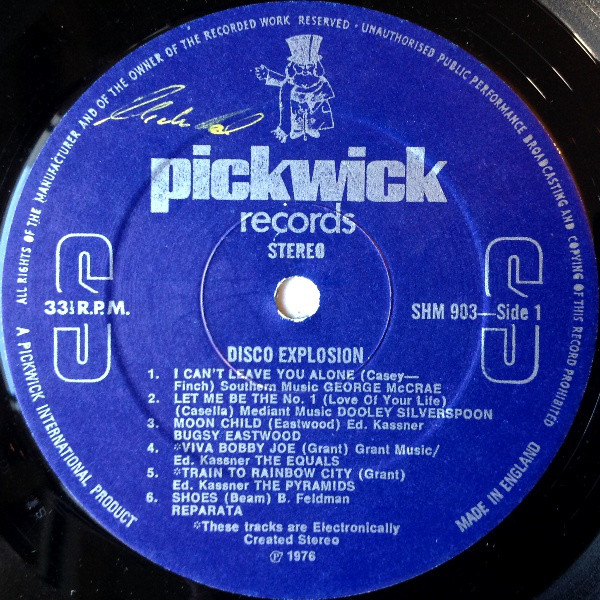 ALL RIGHTS OF THE MANUFACTURER AND OF THE OWNER OF THE RECORDED WORK RESERVED - UNAUTHORISED PUBLIC PERFORMANCE BROADCASTING AND COPYING OF THIS RECORD PROHIBITED
pickwick
records
STEREO
S
S
33⅓ R.P.M.
SHM 903—Side 1
DISCO EXPLOSION
1. I CAN'T LEAVE YOU ALONE (Casey—
Finch) Southern Music GEORGE McCRAE
2. LET ME BE THE No. 1 (Love Of Your Life)
(Casella) Mediant Music DOOLEY SILVERSPOON
3. MOON CHILD (Eastwood) Ed. Kassner
BUGSY EASTWOOD
4. *VIVA BOBBY JOE (Grant) Grant Music/
Ed. Kassner THE EQUALS
5. *TRAIN TO RAINBOW CITY (Grant)
Ed. Kassner THE PYRAMIDS
6. SHOES (Beam) B. Feldman
REPARATA
*These tracks are Electronically
Created Stereo
℗ 1976
A PICKWICK INTERNATIONAL PRODUCT
MADE IN ENGLAND